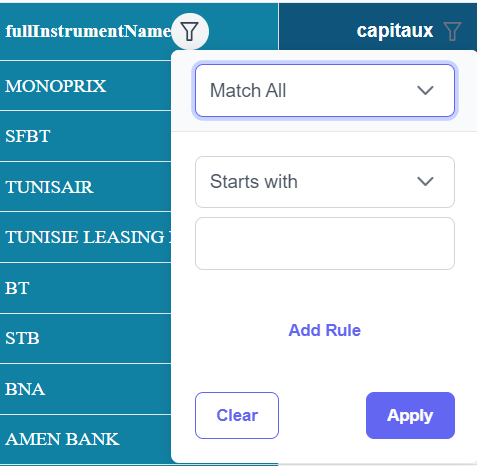 fullInstrumentName
capitaux
MONOPRIX
SFBT
TUNISAIR
TUNISIE LEASING
BT
STB
BNA
AMEN BANK
Match All
Starts with
Add Rule
Clear
Apply